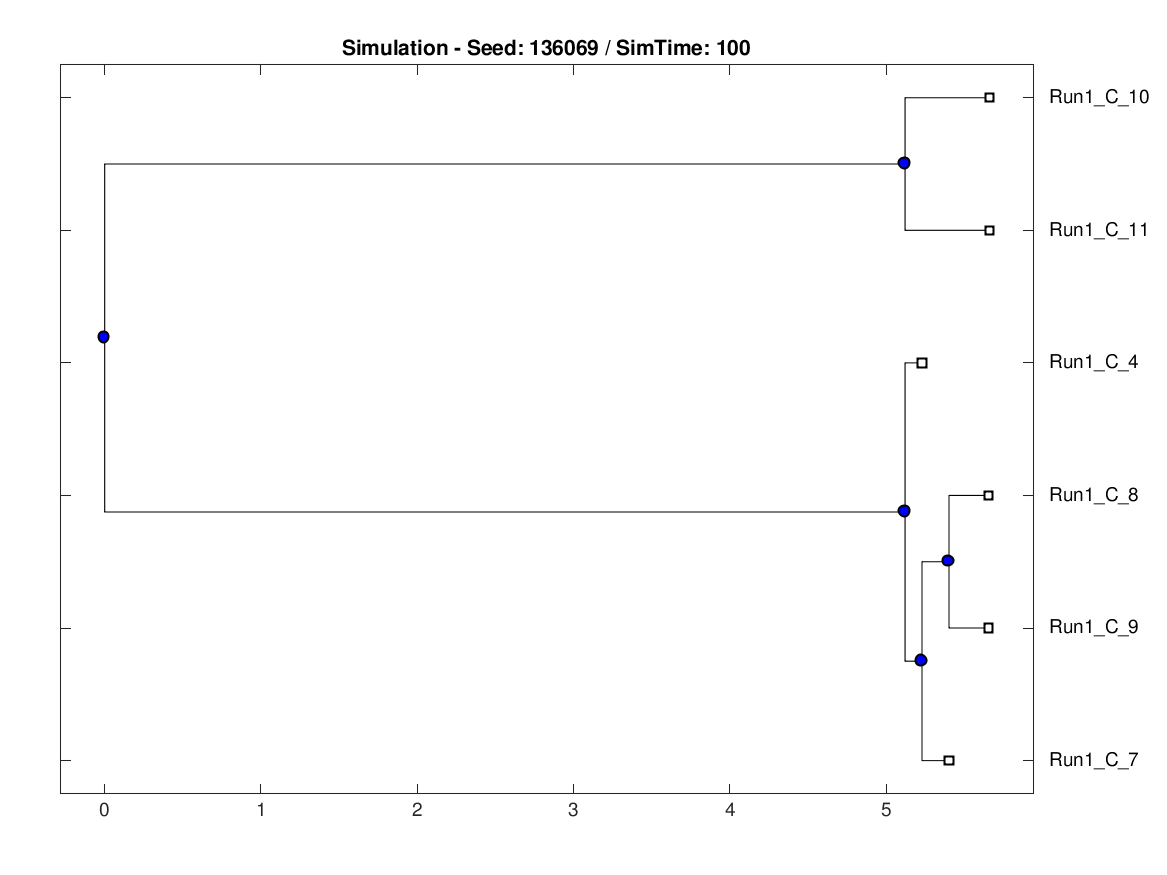 Simulation - Seed: 136069 / SimTime: 100
Run1_C_10
Run1_C_11
Run1_C_4
Run1_C_8
Run1_C_9
Run1_C_7
0 1 2 3 4 5